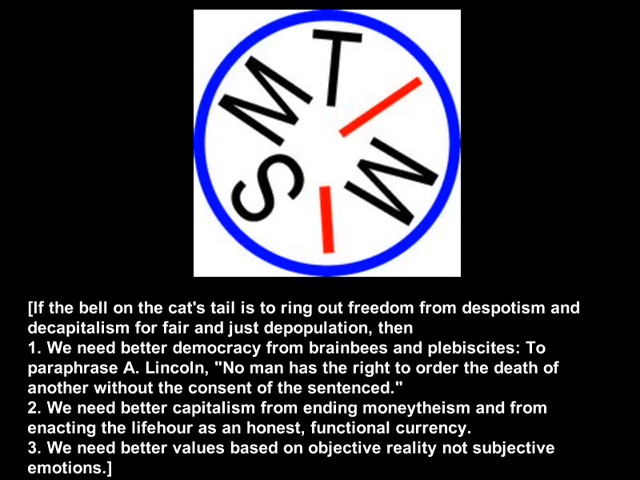 TIMISM
[If the bell on the cat's tail is to ring out freedom from despotism and
decapitalism for fair and just depopulation, then
1. We need better democracy from brainbees and plebiscites: To
paraphrase A. Lincoln, "No man has the right to order the death of
another without the consent of the sentenced."
2. We need better capitalism from ending moneytheism and from
enacting the lifehour as an honest, functional currency.
3. We need better values based on objective reality not subjective
emotions.]